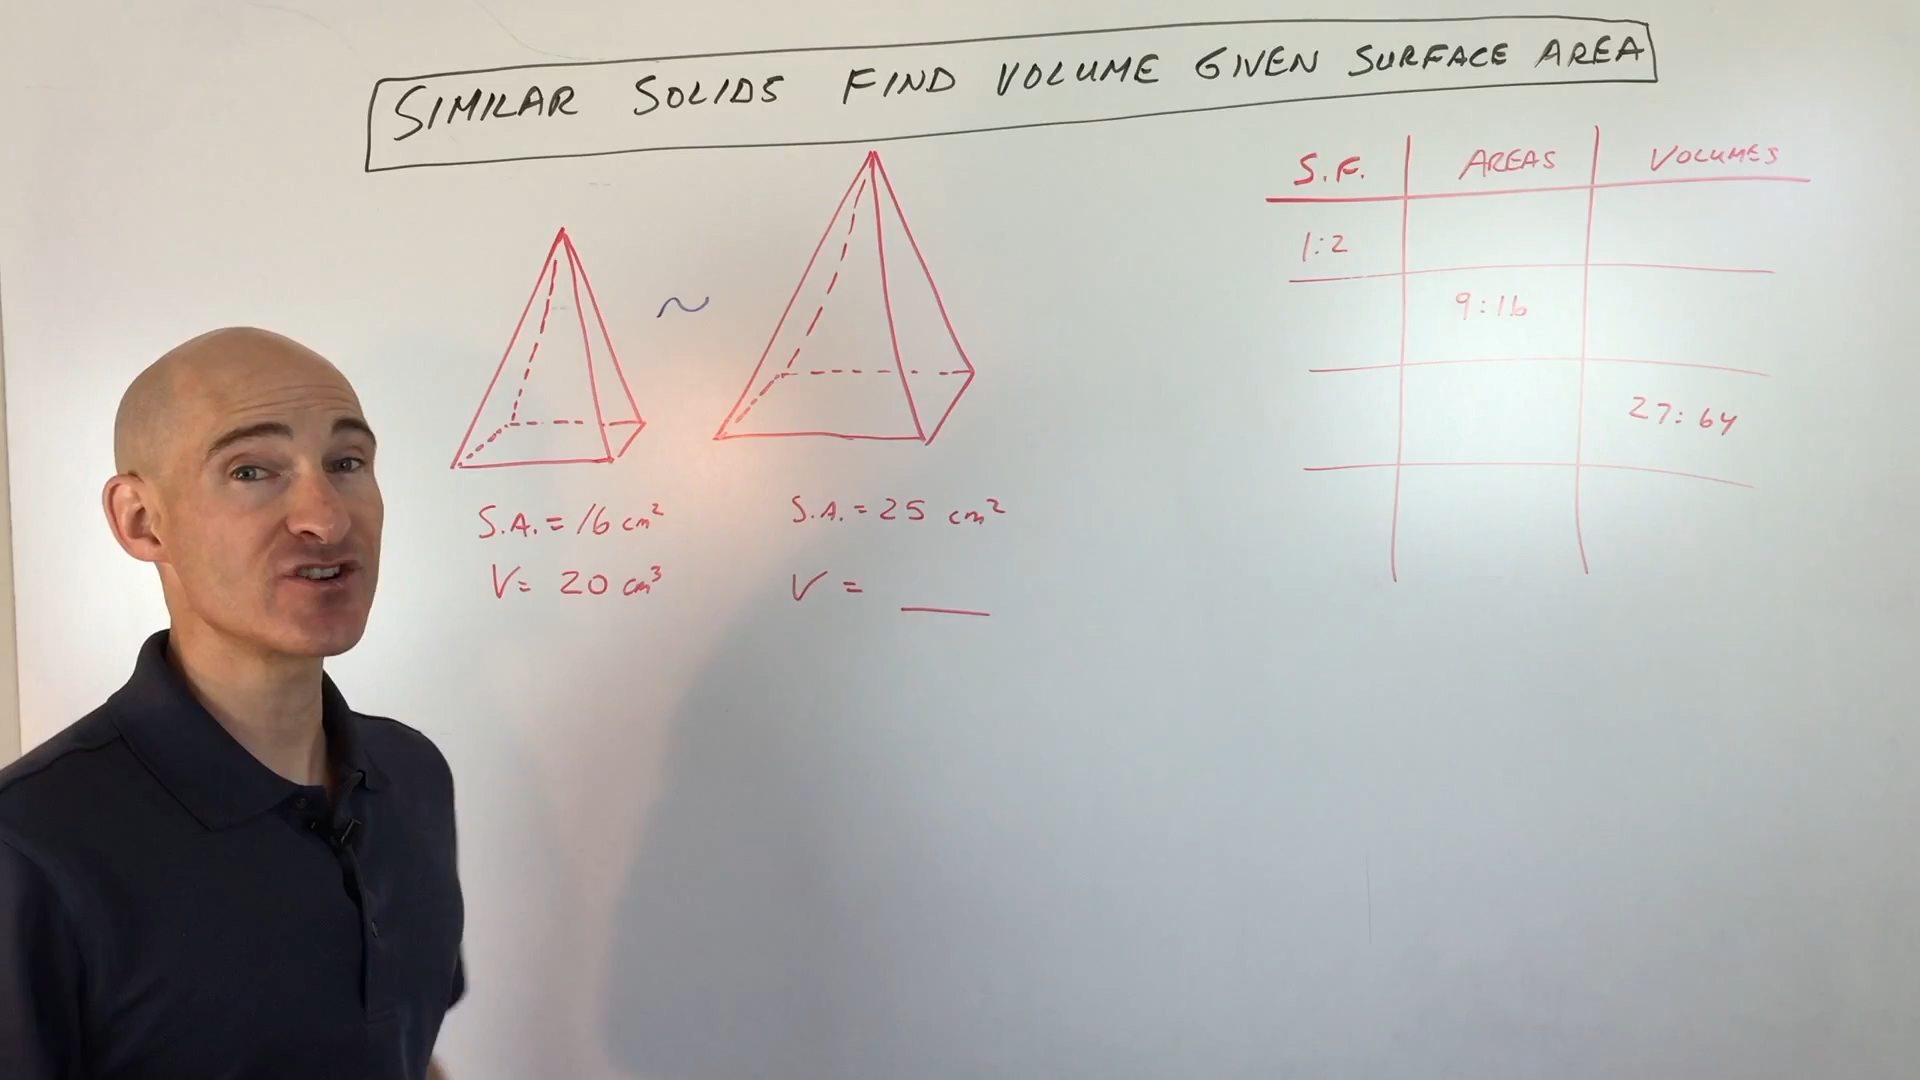 SIMILAR SOLIDS FIND VOLUME GIVEN SURFACE AREA
S.F. AREAS VOLUMES
1:2
9:16
27:64
~
S.A. = 16 cm²
V = 20 cm³
S.A. = 25 cm²
V = ____